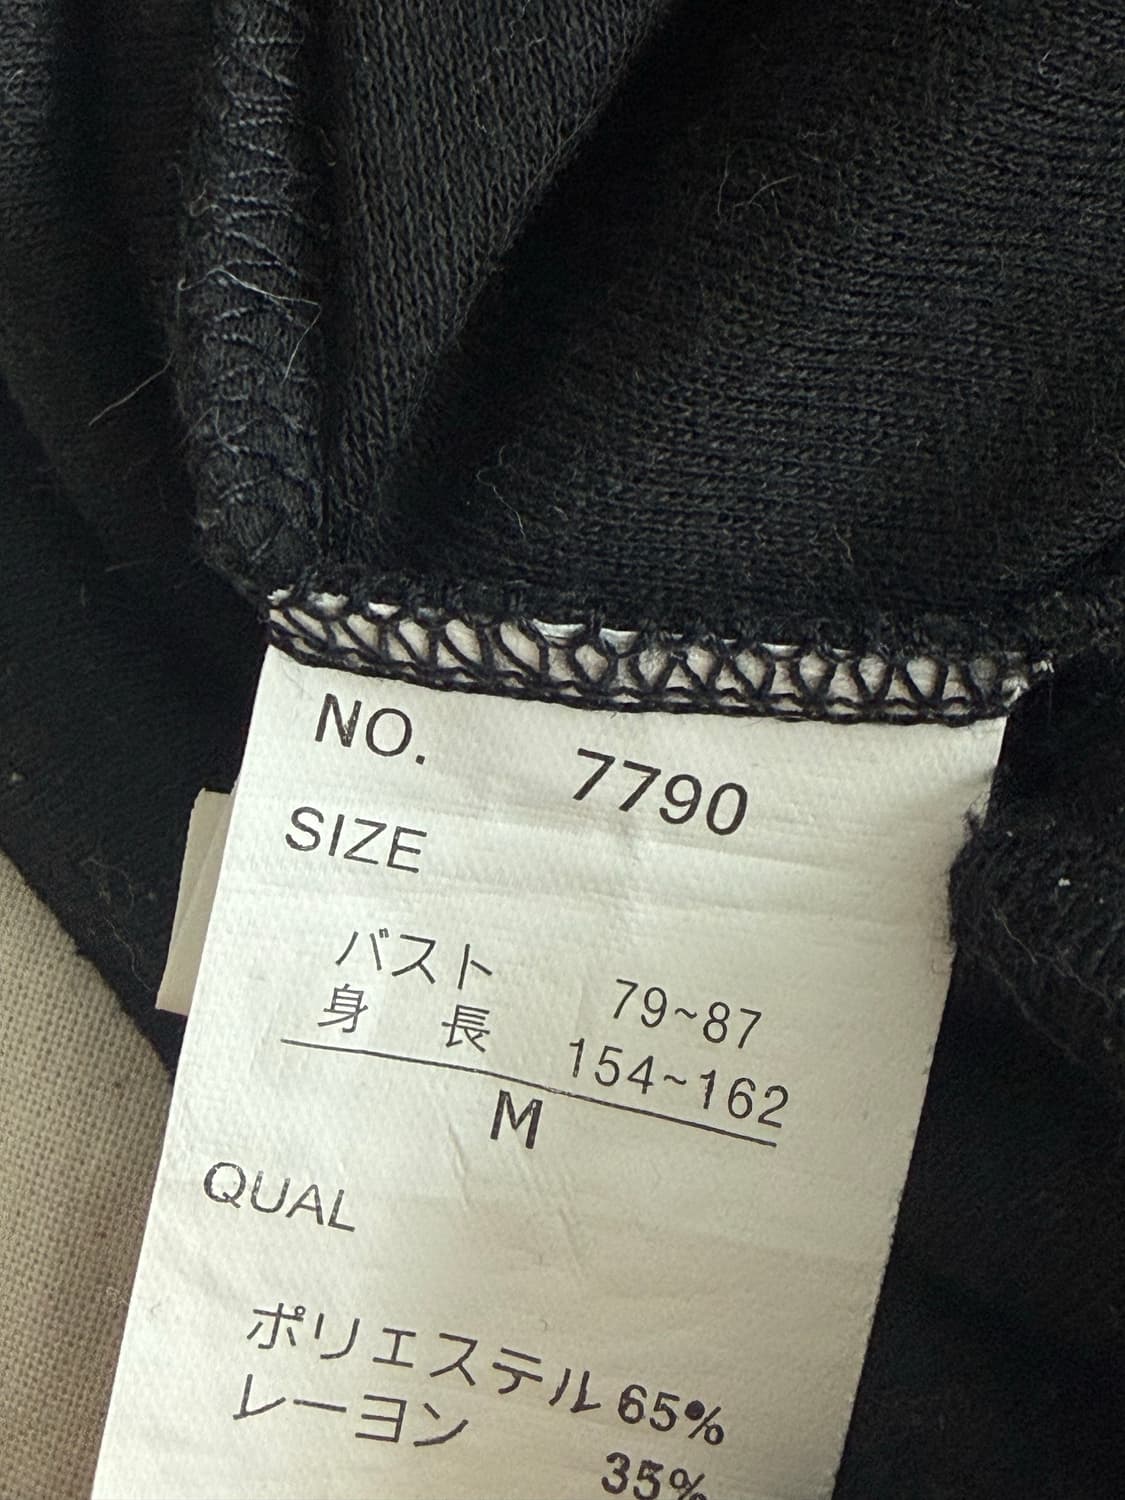 NO. 7790
SIZE
バスト 79~87
身 長 154~162
M
QUAL
ポリエステル 65%
レーヨン 35%